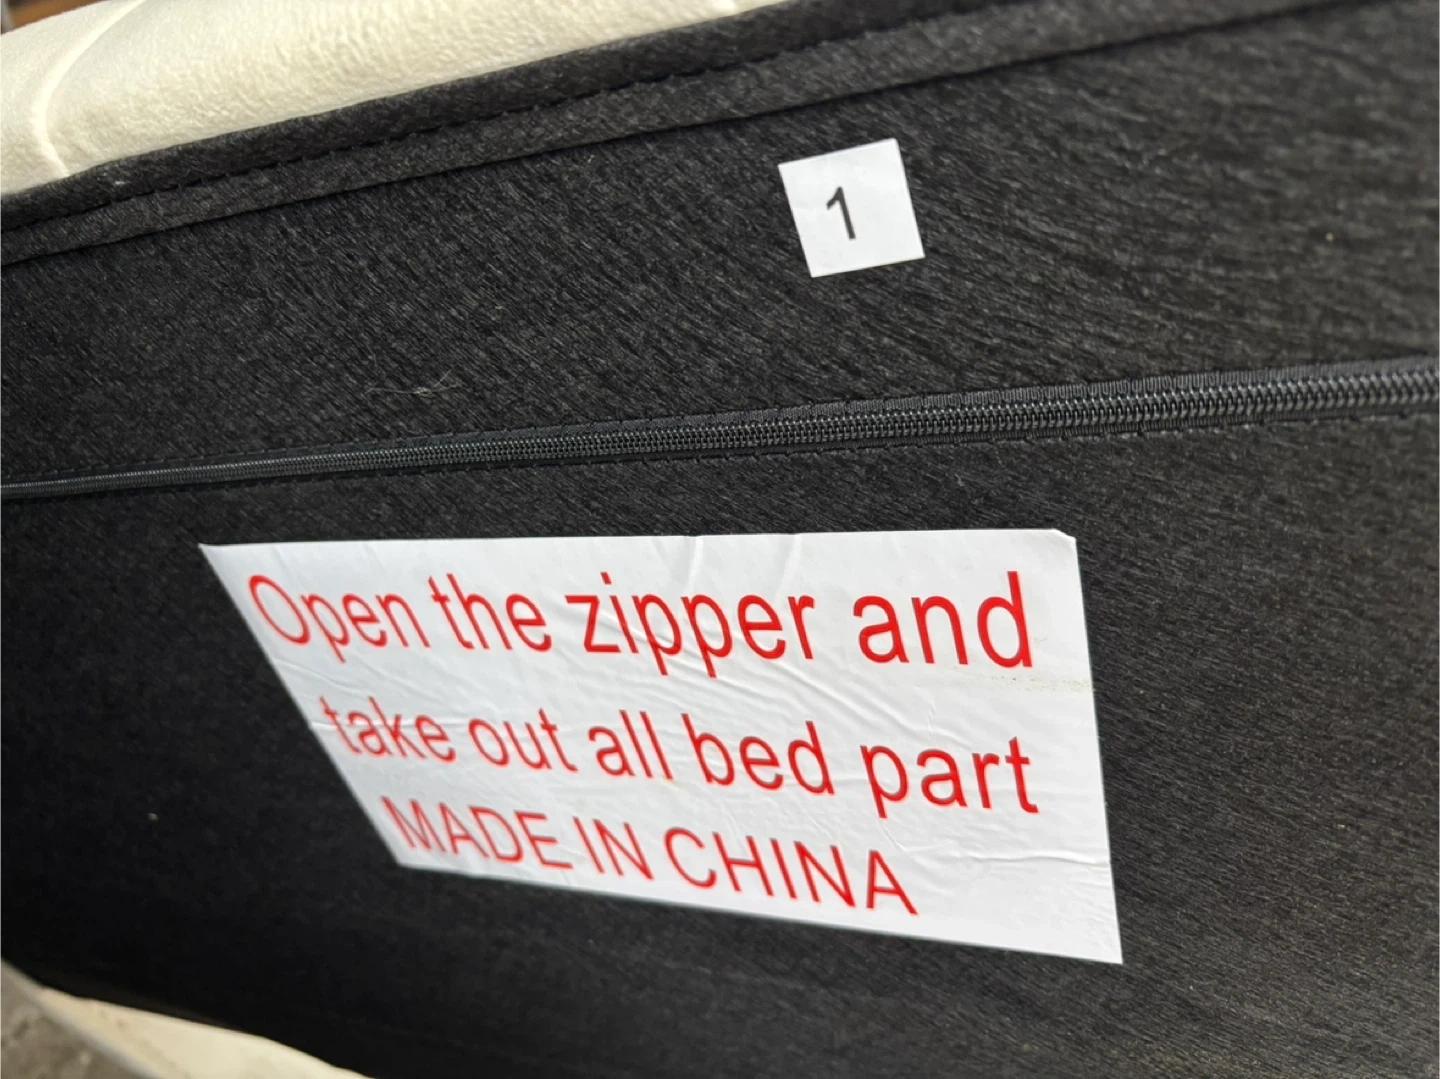 1
Open the zipper and
take out all bed part
MADE IN CHINA